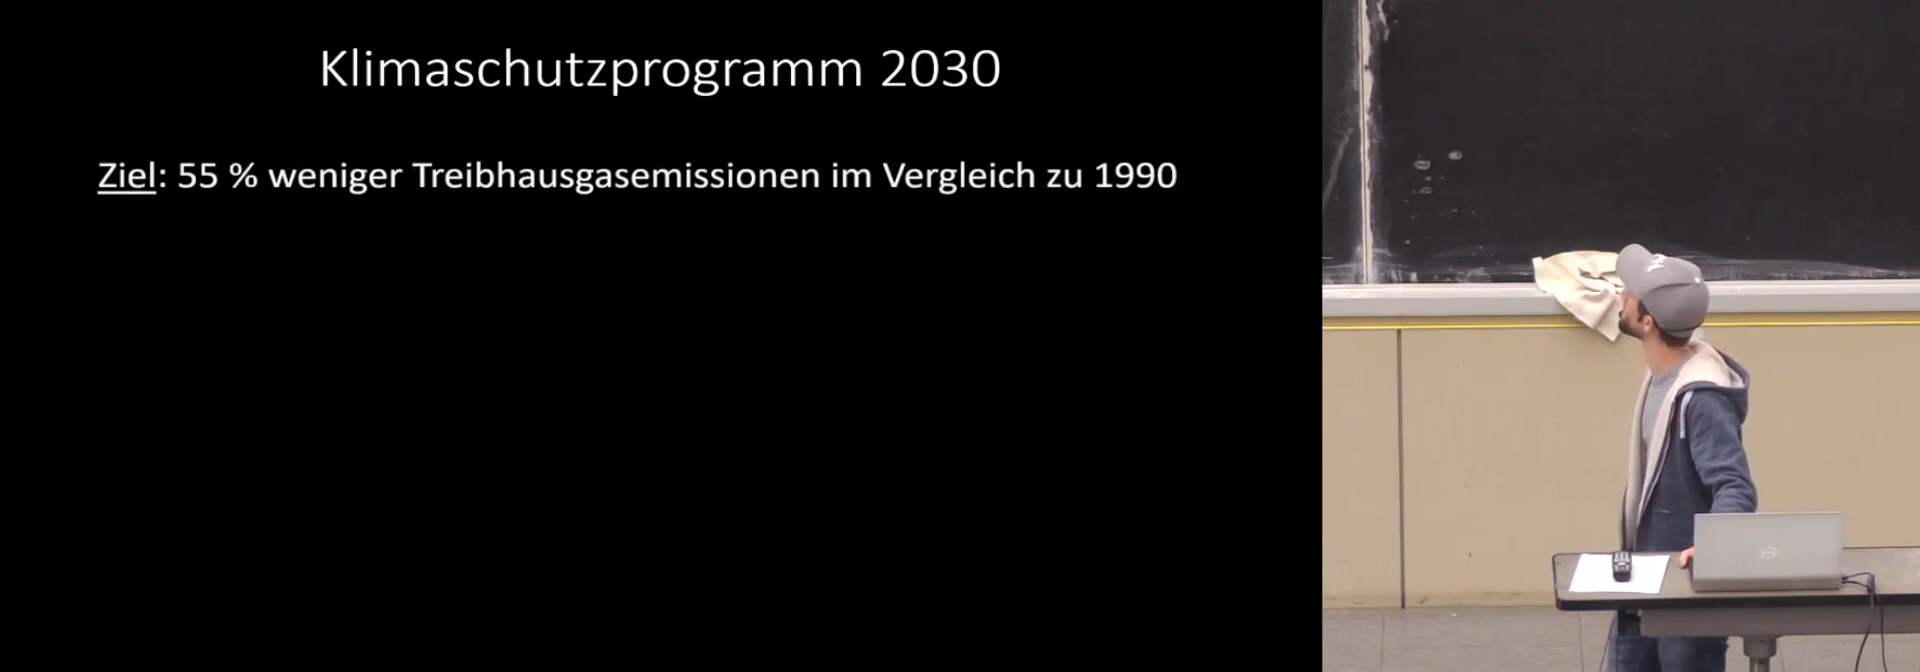 Klimaschutzprogramm 2030
Ziel: 55 % weniger Treibhausgasemissionen im Vergleich zu 1990